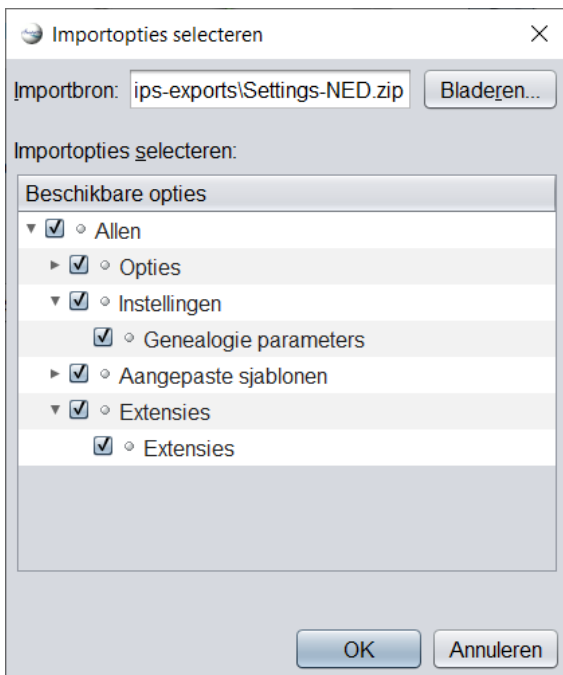 Importopties selecteren
Importbron: ips-exports\Settings-NED.zip Bladeren...
Importopties selecteren:
Beschikbare opties
Allen
Opties
Instellingen
Genealogie parameters
Aangepaste sjablonen
Extensies
Extensies
OK Annuleren